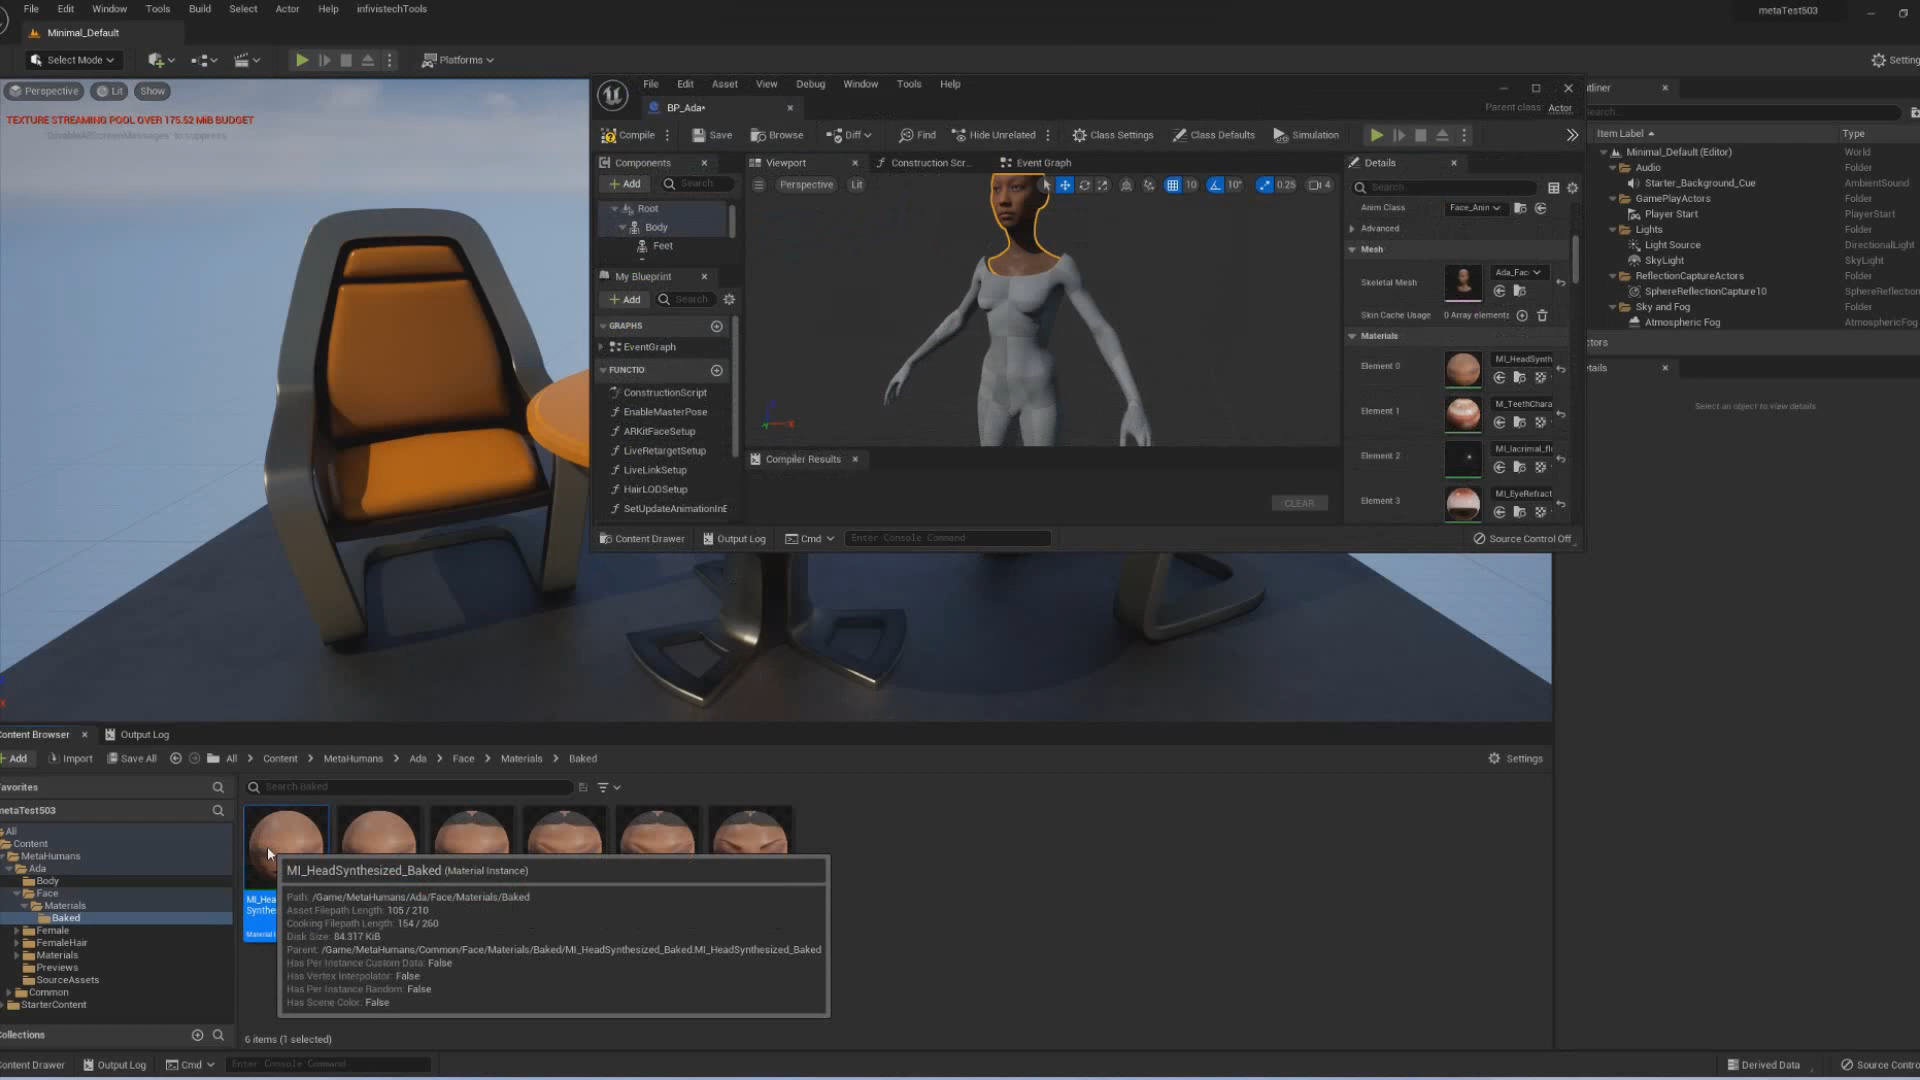 File Edit Window Tools Build Select Actor Help infivistechTools metaTest503
Minimal_Default
Select Mode Platforms Setting
Perspective Lit Show
TEXTURE STREAMING POOL OVER 175.52 MiB BUDGET
'DisableAllScreenMessages' to suppress
File Edit Asset View Debug Window Tools Help
BP_Ada•
Parent class: Actor
Compile Save Browse Diff Find Hide Unrelated Class Settings Class Defaults Simulation
Components
Add Search
Root
Body
Feet
My Blueprint
Add Search
GRAPHS
EventGraph
FUNCTIO
ConstructionScript
EnableMasterPose
ARKitFaceSetup
LiveRetargetSetup
LiveLinkSetup
HairLODSetup
SetUpdateAnimationInE
Viewport Construction Scr... Event Graph
Perspective Lit 10 10° 0.25 4
Compiler Results
CLEAR
Details
Search
Anim Class Face_Anin
Advanced
Mesh
Skeletal Mesh Ada_Fac
Skin Cache Usage 0 Array elements
Materials
Element 0 MI_HeadSynth
Element 1 M_TeethChara
Element 2 MI_lacrimal_fl
Element 3 MI_EyeRefract
Content Drawer Output Log Cmd Enter Console Command Source Control Off
utliner
earch...
Item Label Type
Minimal_Default (Editor) World
Audio Folder
Starter_Background_Cue AmbientSound
GamePlayActors Folder
Player Start PlayerStart
Lights Folder
Light Source DirectionalLight
SkyLight SkyLight
ReflectionCaptureActors Folder
SphereReflectionCapture10 SphereReflection
Sky and Fog Folder
Atmospheric Fog AtmosphericFog
ctors
etails
Select an object to view details
ontent Browser Output Log
Add Import Save All All Content MetaHumans Ada Face Materials Baked Settings
avorites
metaTest503
All
Content
MetaHumans
Ada
Body
Face
Materials
Baked
Female
FemaleHair
Materials
Previews
SourceAssets
Common
StarterContent
ollections
Search Baked
MI_Hea
Synthe
Material I
MI_HeadSynthesized_Baked (Material Instance)
Path: /Game/MetaHumans/Ada/Face/Materials/Baked
Asset Filepath Length: 105 / 210
Cooking Filepath Length: 154 / 260
Disk Size: 84.317 KiB
Parent: /Game/MetaHumans/Common/Face/Materials/Baked/MI_HeadSynthesized_Baked.MI_HeadSynthesized_Baked
Has Per Instance Custom Data: False
Has Vertex Interpolator: False
Has Per Instance Random: False
Has Scene Color: False
6 items (1 selected)
ontent Drawer Output Log Cmd Enter Console Command Derived Data Source Contro